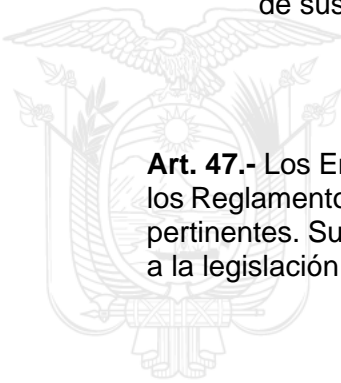 de sus
Art. 47.- Los En
los Reglamento
pertinentes. Su
a la legislación